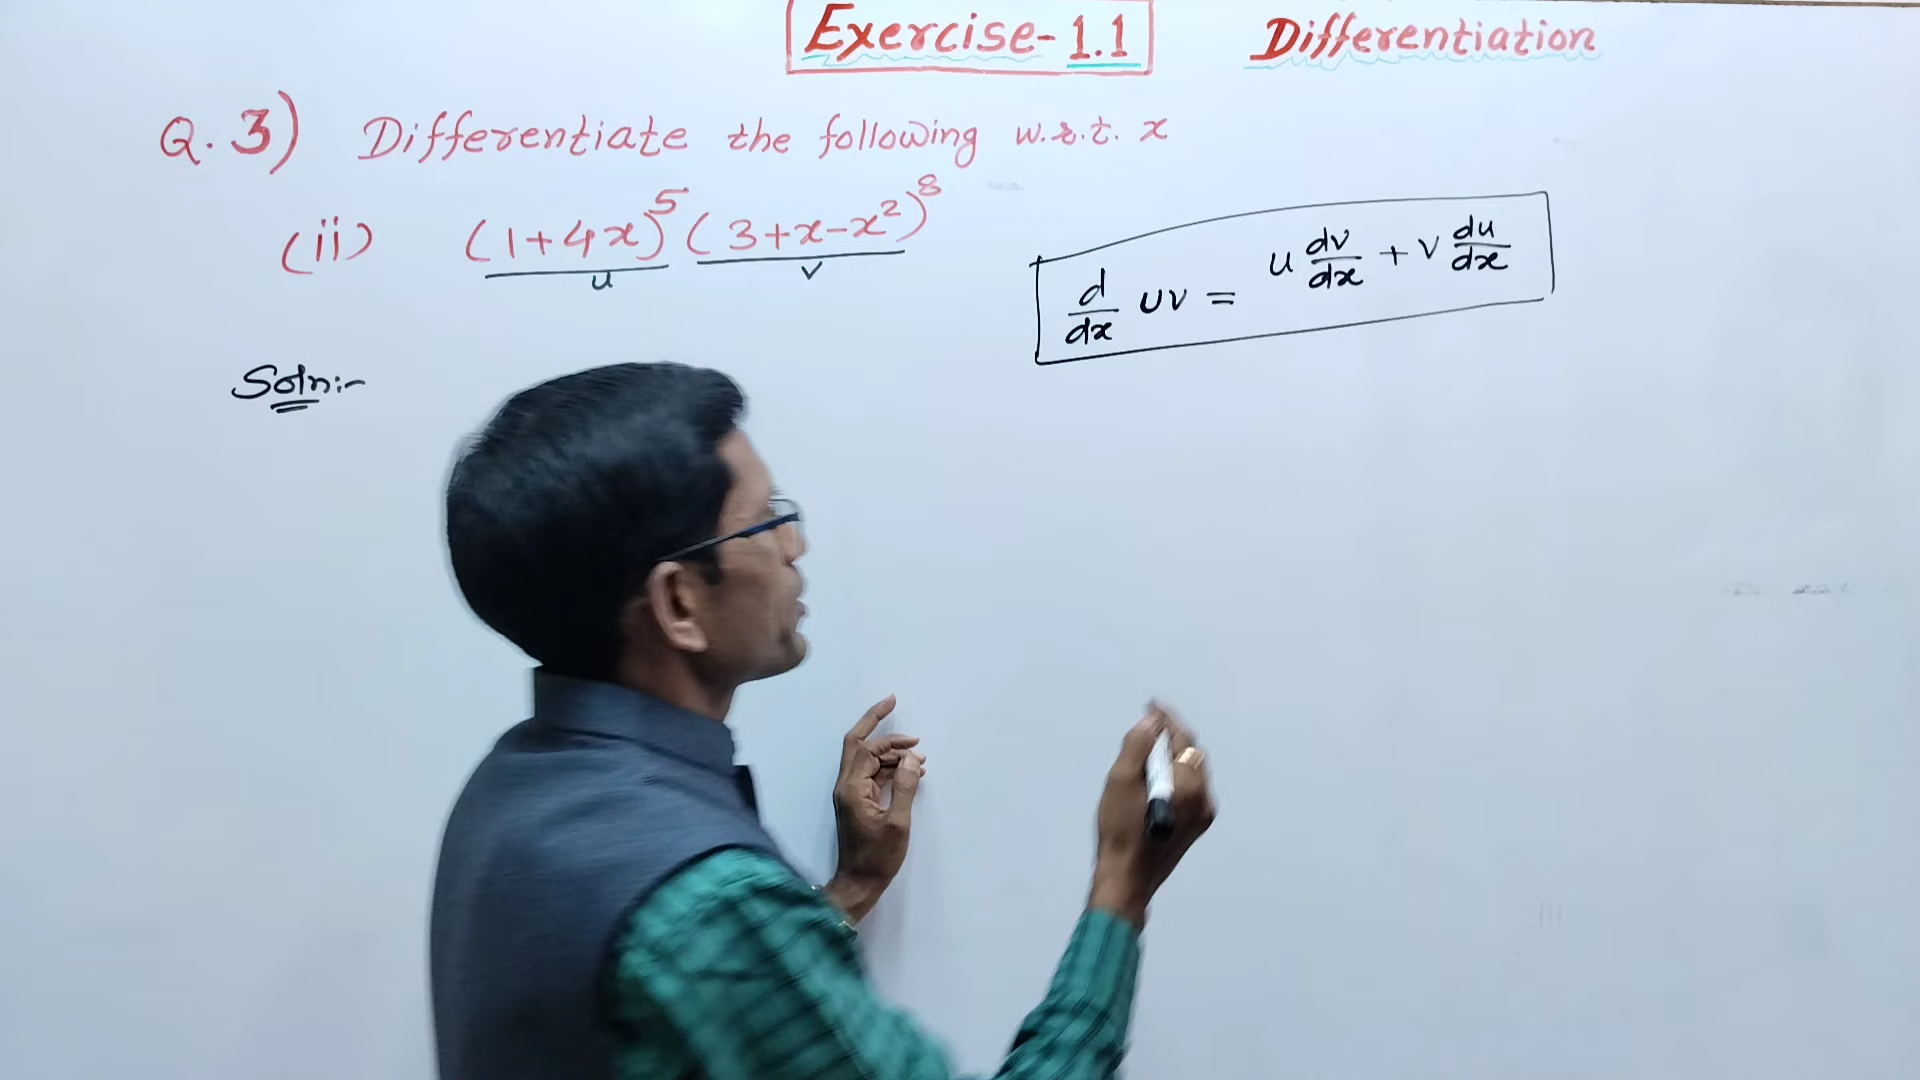 Exercise-1.1 Differentiation
Q. 3) Differentiate the following w.r.t. x
(ii) (1+4x)^5 (3+x-x^2)^8
u v
d/dx uv = u dv/dx + v du/dx
Soln:-